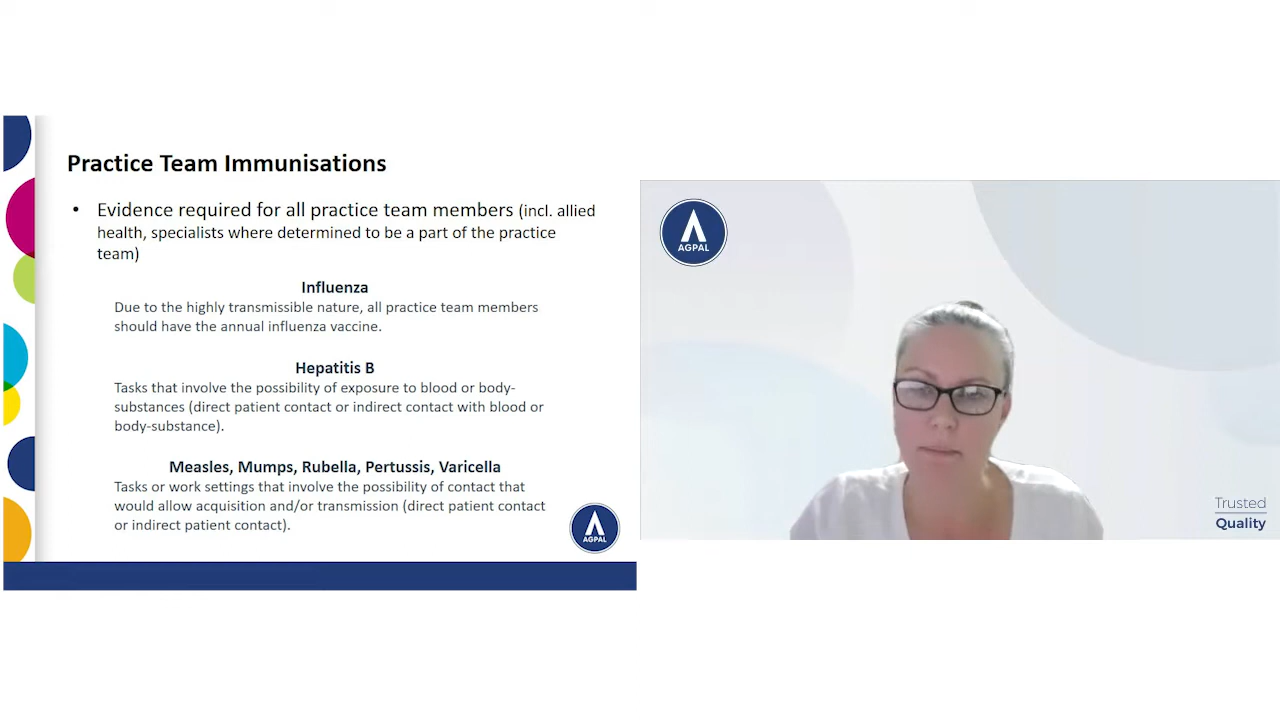 Practice Team Immunisations
• Evidence required for all practice team members (incl. allied
health, specialists where determined to be a part of the practice
team)
Influenza
Due to the highly transmissible nature, all practice team members
should have the annual influenza vaccine.
Hepatitis B
Tasks that involve the possibility of exposure to blood or body-
substances (direct patient contact or indirect contact with blood or
body-substance).
Measles, Mumps, Rubella, Pertussis, Varicella
Tasks or work settings that involve the possibility of contact that
would allow acquisition and/or transmission (direct patient contact
or indirect patient contact).
AGPAL
AGPAL
Trusted
Quality